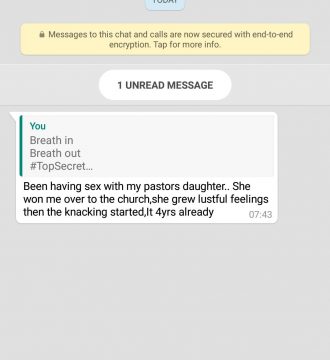 TODAY
Messages to this chat and calls are now secured with end-to-end
encryption. Tap for more info.
1 UNREAD MESSAGE
You
Breath in
Breath out
#TopSecret...
Been having sex with my pastors daughter.. She
won me over to the church,she grew lustful feelings
then the knacking started,It 4yrs already
07:43